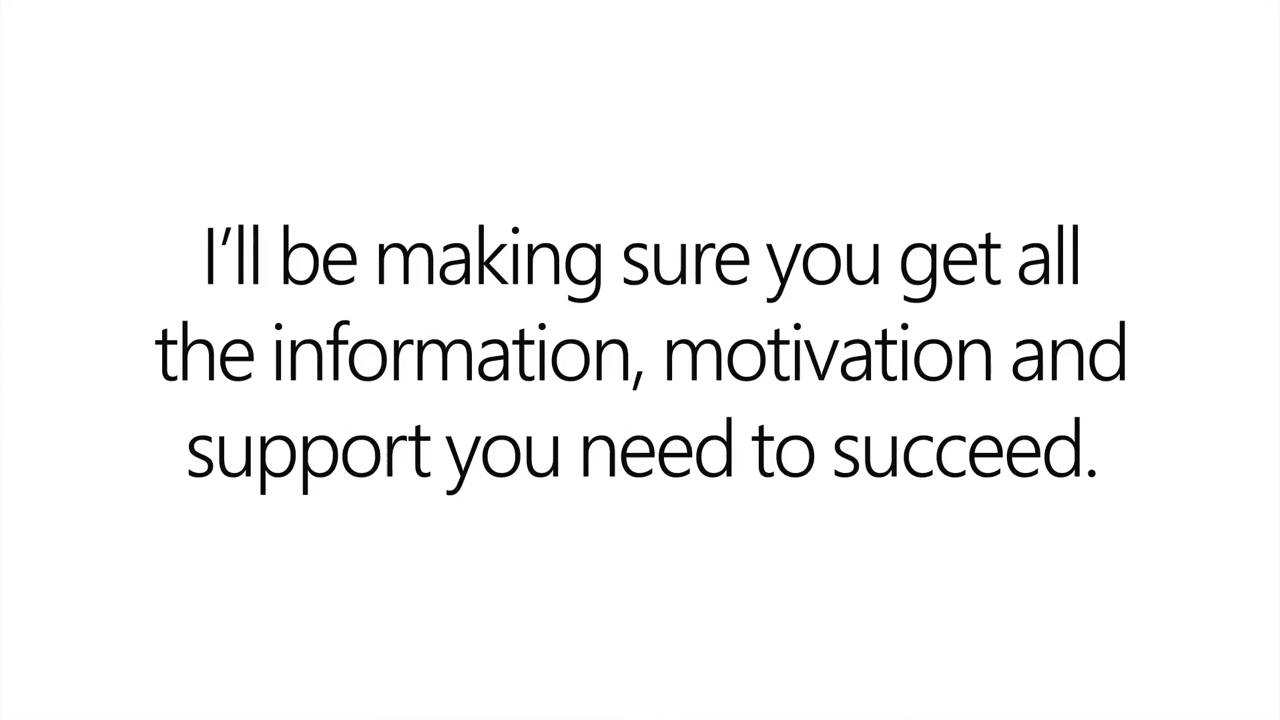 I’ll be making sure you get all
the information, motivation and
support you need to succeed.